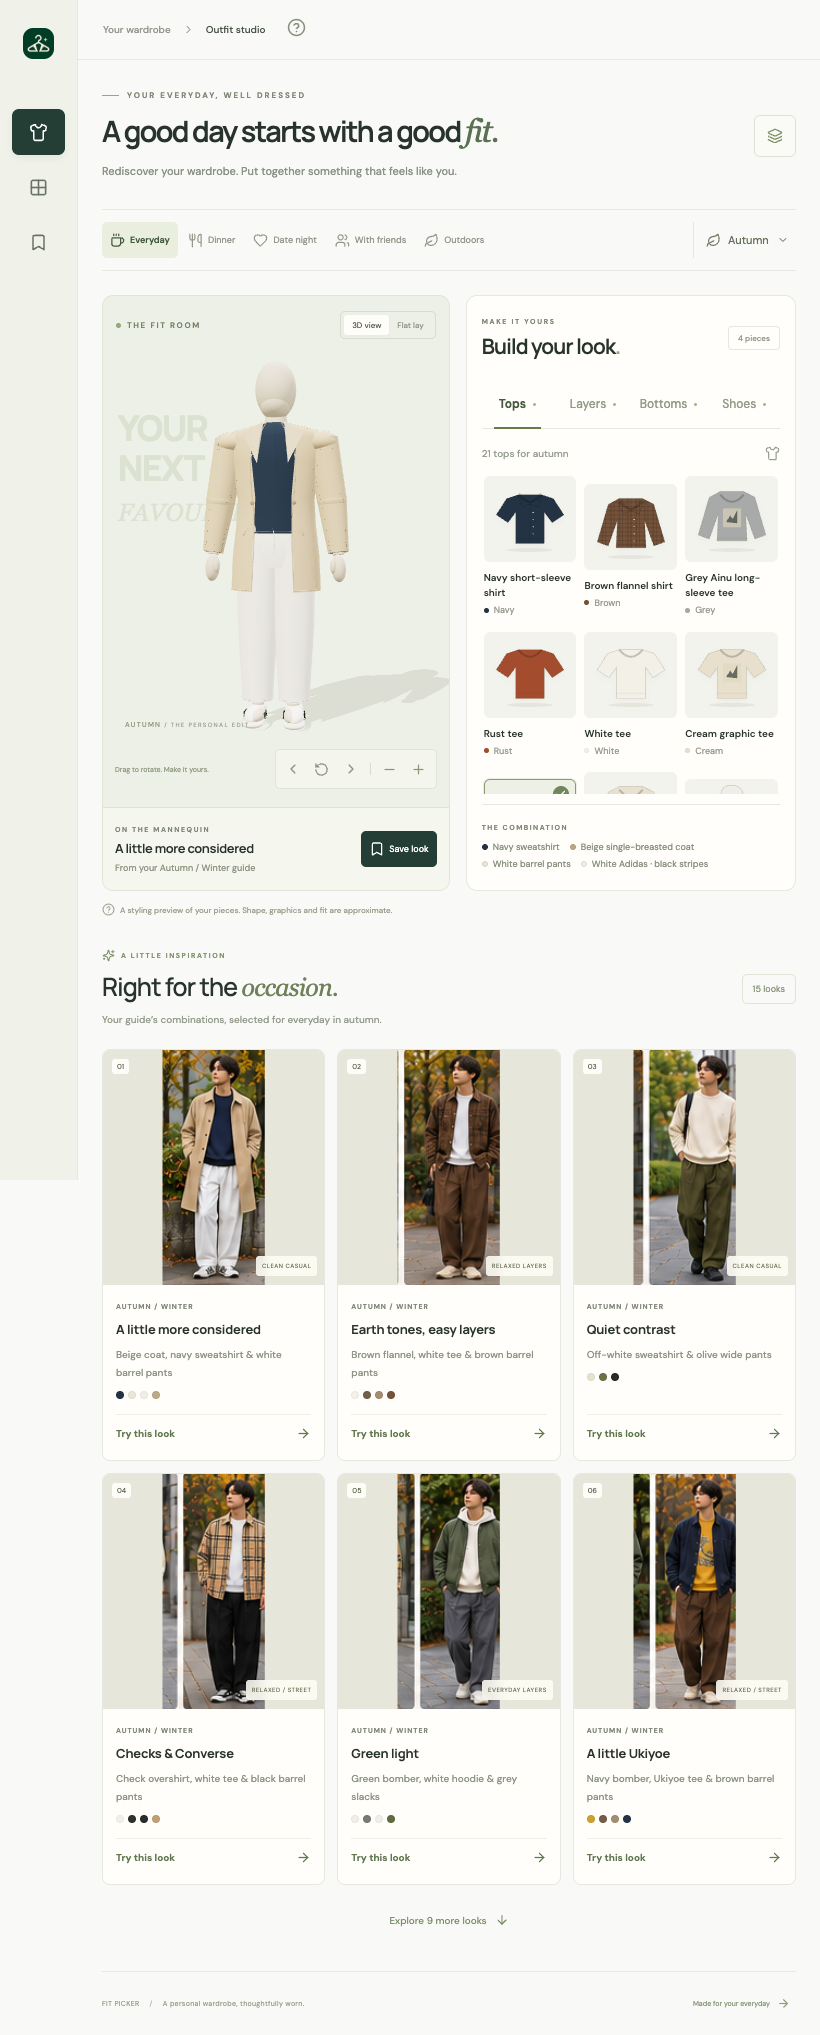 Your wardrobe > Outfit studio
YOUR EVERYDAY, WELL DRESSED
A good day starts with a good fit.
Rediscover your wardrobe. Put together something that feels like you.
Everyday Dinner Date night With friends Outdoors Autumn
THE FIT ROOM
3D view Flat lay
YOUR
NEXT
AUTUMN / THE PERSONAL EDIT
Drag to rotate. Make it yours.
ON THE MANNEQUIN
A little more considered
From your Autumn / Winter guide
Save look
MAKE IT YOURS
Build your look.
4 pieces
Tops • Layers • Bottoms • Shoes •
21 tops for autumn
Navy short-sleeve
shirt
Navy
Brown flannel shirt
Brown
Grey Ainu long-
sleeve tee
Grey
Rust tee
Rust
White tee
White
Cream graphic tee
Cream
THE COMBINATION
Navy sweatshirt Beige single-breasted coat
White barrel pants White Adidas · black stripes
A styling preview of your pieces. Shape, graphics and fit are approximate.
A LITTLE INSPIRATION
Right for the occasion.
15 looks
Your guide's combinations, selected for everyday in autumn.
01
CLEAN CASUAL
AUTUMN / WINTER
A little more considered
Beige coat, navy sweatshirt & white
barrel pants
Try this look
02
RELAXED LAYERS
AUTUMN / WINTER
Earth tones, easy layers
Brown flannel, white tee & brown barrel
pants
Try this look
03
CLEAN CASUAL
AUTUMN / WINTER
Quiet contrast
Off-white sweatshirt & olive wide pants
Try this look
04
RELAXED / STREET
AUTUMN / WINTER
Checks & Converse
Check overshirt, white tee & black barrel
pants
Try this look
05
EVERYDAY LAYERS
AUTUMN / WINTER
Green light
Green bomber, white hoodie & grey
slacks
Try this look
06
RELAXED / STREET
AUTUMN / WINTER
A little Ukiyoe
Navy bomber, Ukiyoe tee & brown barrel
pants
Try this look
Explore 9 more looks
FIT PICKER / A personal wardrobe, thoughtfully worn.
Made for your everyday